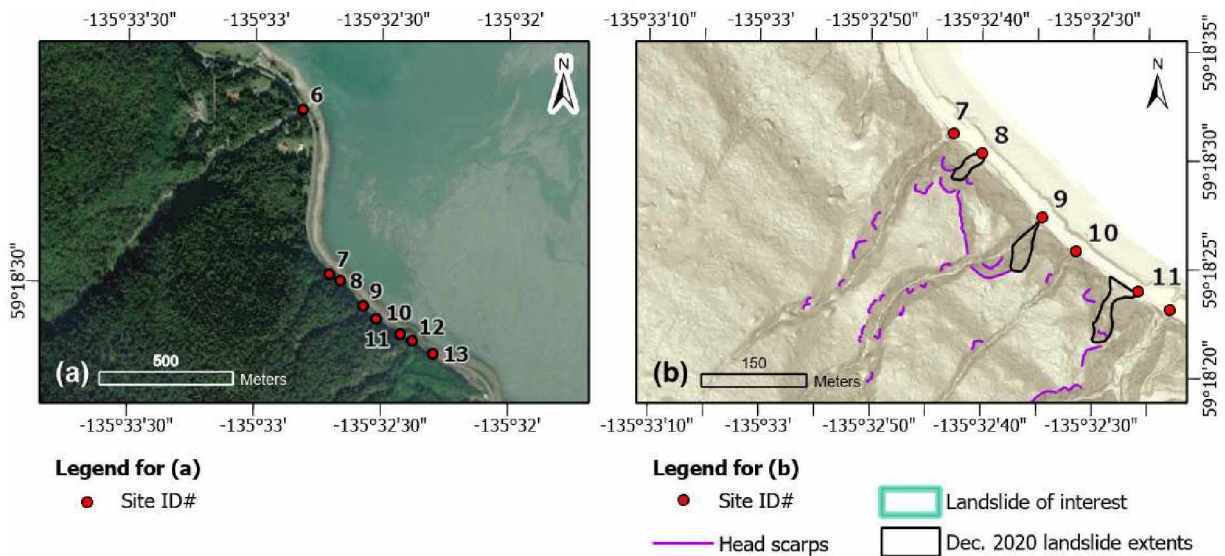 -135°33'30" -135°33' -135°32'30" -135°32'
-135°33'10" -135°33' -135°32'50" -135°32'40" -135°32'30"
N
6
7
8
9
10
11
12
13
59°18'30"
500
(a)
Meters
N
7
8
9
10
11
59°18'35"
59°18'30"
59°18'25"
59°18'20"
150
(b)
Meters
-135°33'30" -135°33' -135°32'30" -135°32'
-135°33'10" -135°33' -135°32'50" -135°32'40" -135°32'30"
Legend for (a)
Site ID#
Legend for (b)
Site ID#
Landslide of interest
Head scarps
Dec. 2020 landslide extents